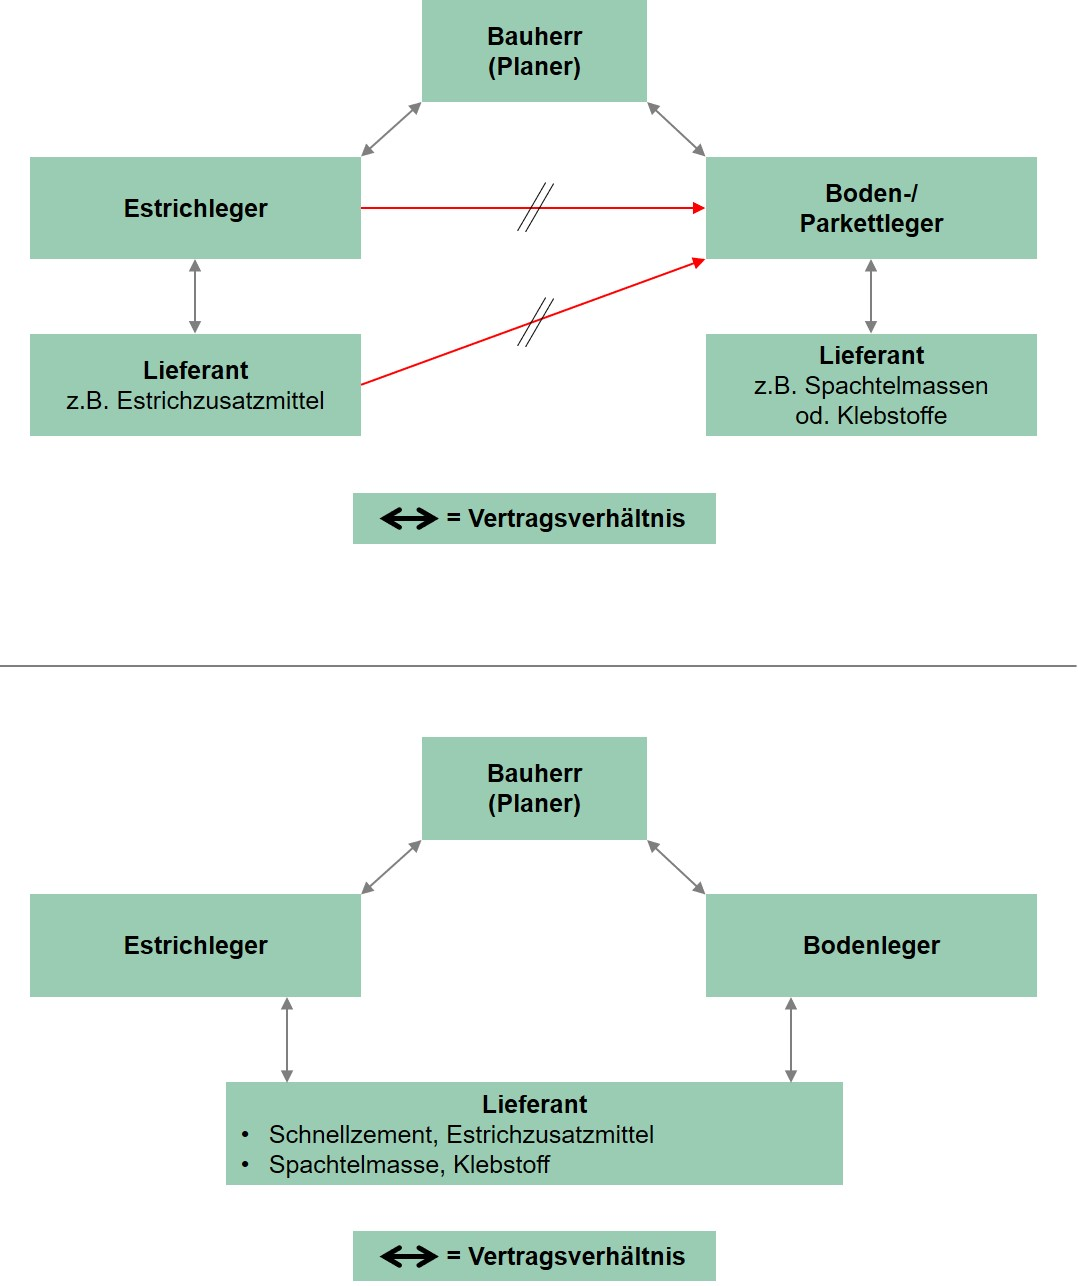 Bauherr
(Planer)
Estrichleger
Boden-/
Parkettleger
Lieferant
z.B. Estrichzusatzmittel
Lieferant
z.B. Spachtelmassen
od. Klebstoffe
= Vertragsverhältnis
Bauherr
(Planer)
Estrichleger
Bodenleger
Lieferant
• Schnellzement, Estrichzusatzmittel
• Spachtelmasse, Klebstoff
= Vertragsverhältnis